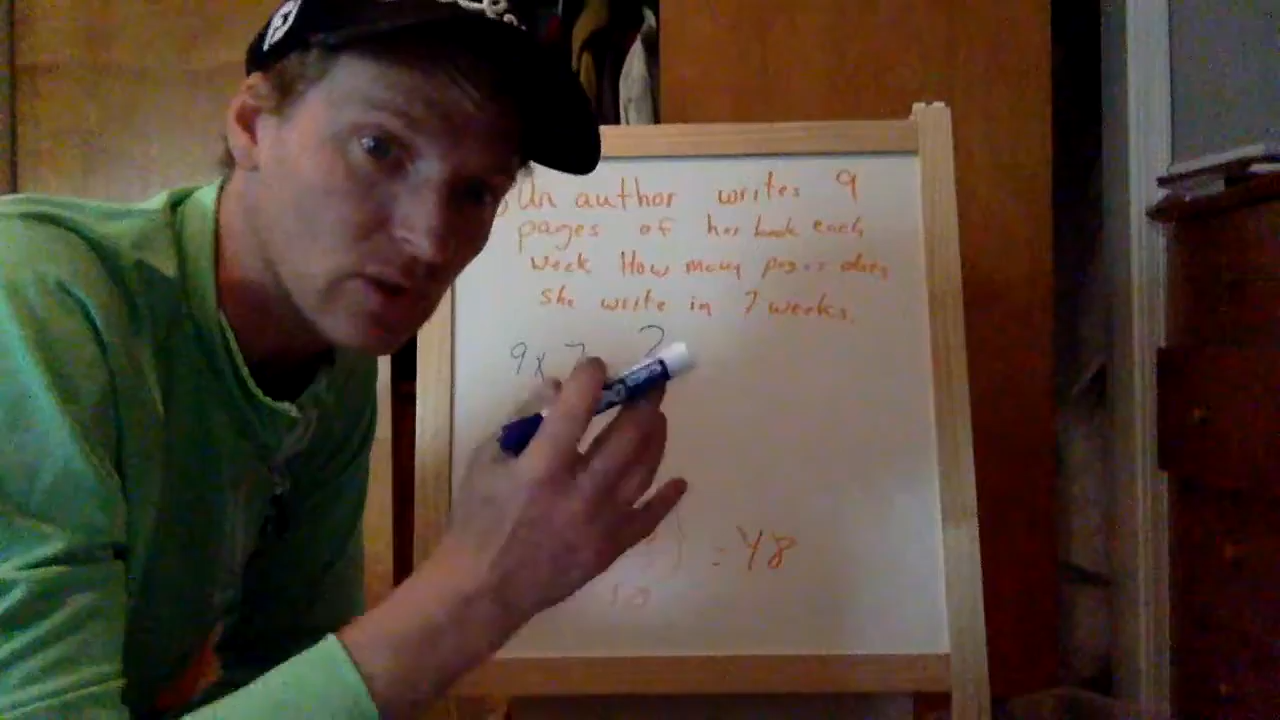 An author writes 9
pages of her book each
week How many pages does
she write in 7 weeks.
9 x 7 ?
) = 48
10